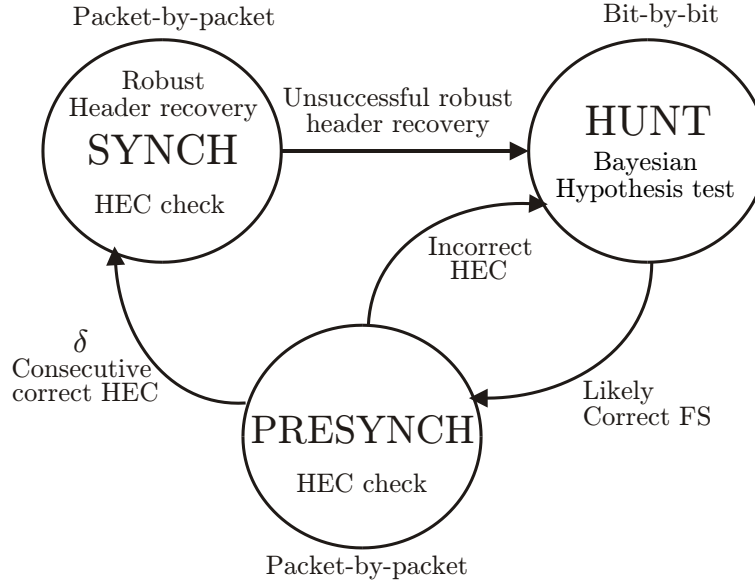 Packet-by-packet
Robust
Header recovery
SYNCH
HEC check
Unsuccessful robust
header recovery
Bit-by-bit
HUNT
Bayesian
Hypothesis test
Incorrect
HEC
δ
Consecutive
correct HEC
Likely
Correct FS
PRESYNCH
HEC check
Packet-by-packet